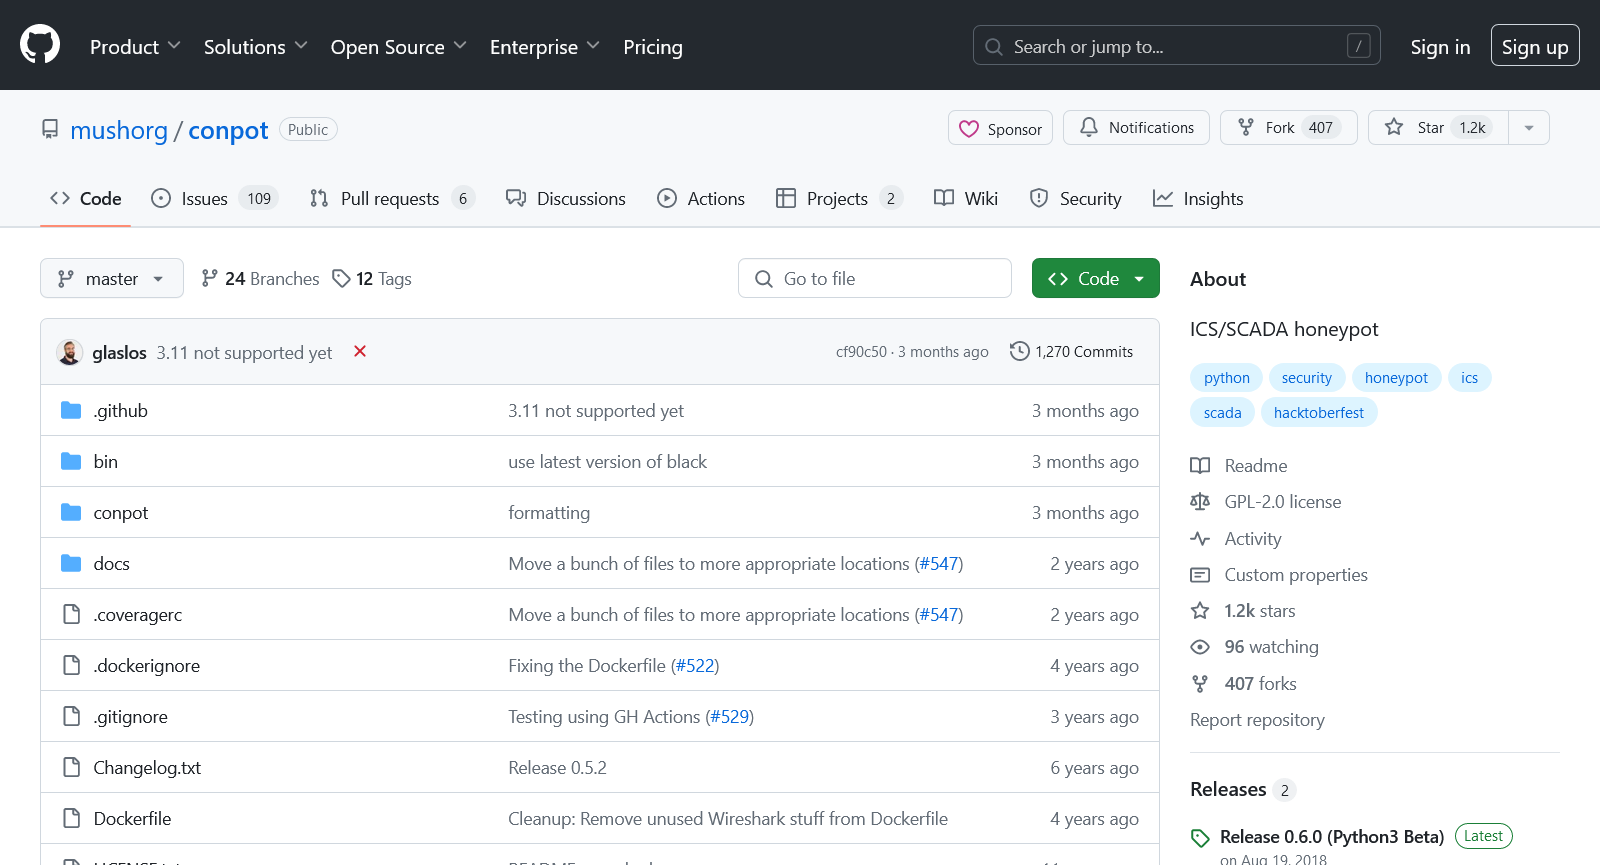 Product Solutions Open Source Enterprise Pricing Search or jump to... / Sign in Sign up
mushorg / conpot Public Sponsor Notifications Fork 407 Star 1.2k
Code Issues 109 Pull requests 6 Discussions Actions Projects 2 Wiki Security Insights
master 24 Branches 12 Tags Go to file Code
glaslos 3.11 not supported yet cf90c50 · 3 months ago 1,270 Commits
.github 3.11 not supported yet 3 months ago
bin use latest version of black 3 months ago
conpot formatting 3 months ago
docs Move a bunch of files to more appropriate locations (#547) 2 years ago
.coveragerc Move a bunch of files to more appropriate locations (#547) 2 years ago
.dockerignore Fixing the Dockerfile (#522) 4 years ago
.gitignore Testing using GH Actions (#529) 3 years ago
Changelog.txt Release 0.5.2 6 years ago
Dockerfile Cleanup: Remove unused Wireshark stuff from Dockerfile 4 years ago
About
ICS/SCADA honeypot
python security honeypot ics
scada hacktoberfest
Readme
GPL-2.0 license
Activity
Custom properties
1.2k stars
96 watching
407 forks
Report repository
Releases 2
Release 0.6.0 (Python3 Beta) Latest
on Aug 19, 2018